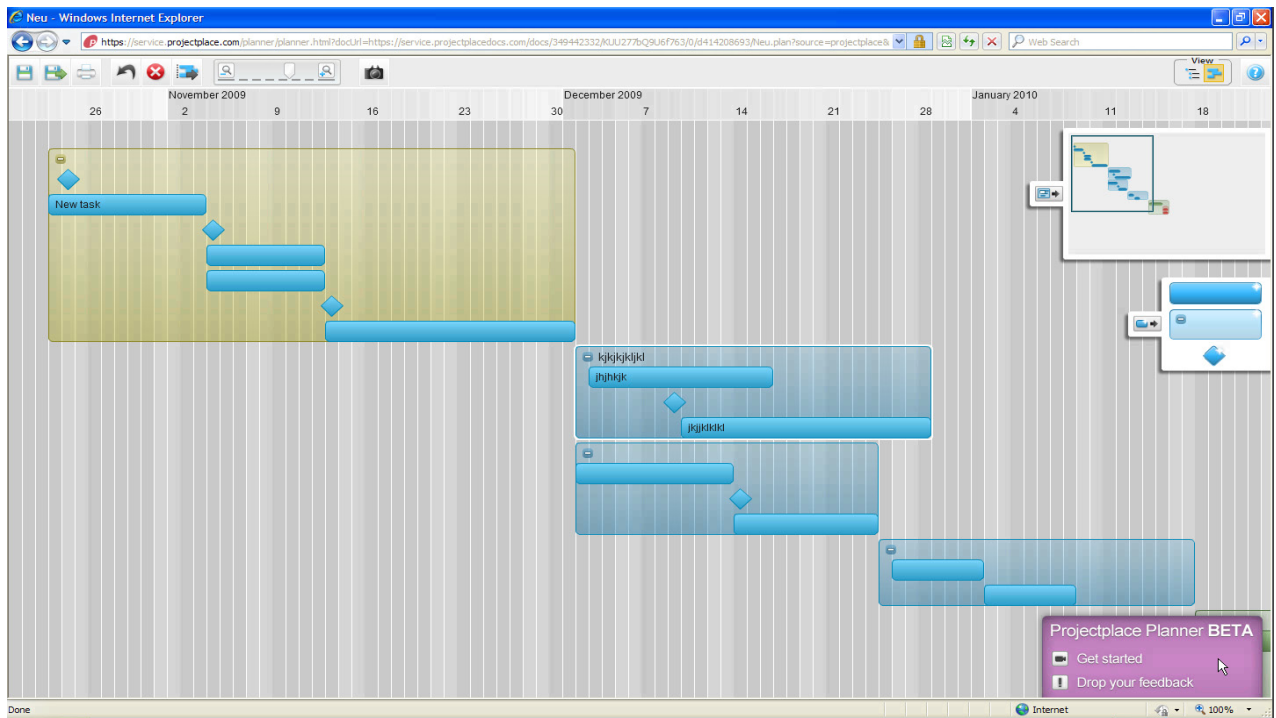 Neu - Windows Internet Explorer
https://service.projectplace.com/planner/planner.html?docUrl=https://service.projectplacedocs.com/docs/349442332/KUU277bQ9U6f763/0/d414208693/Neu.plan?source=projectplace&
Web Search
View
November 2009 December 2009 January 2010
26 2 9 16 23 30 7 14 21 28 4 11 18
New task
kjkjkjkljkl
jhjhkjk
jkjjklklkl
Projectplace Planner BETA
Get started
Drop your feedback
Done Internet 100%